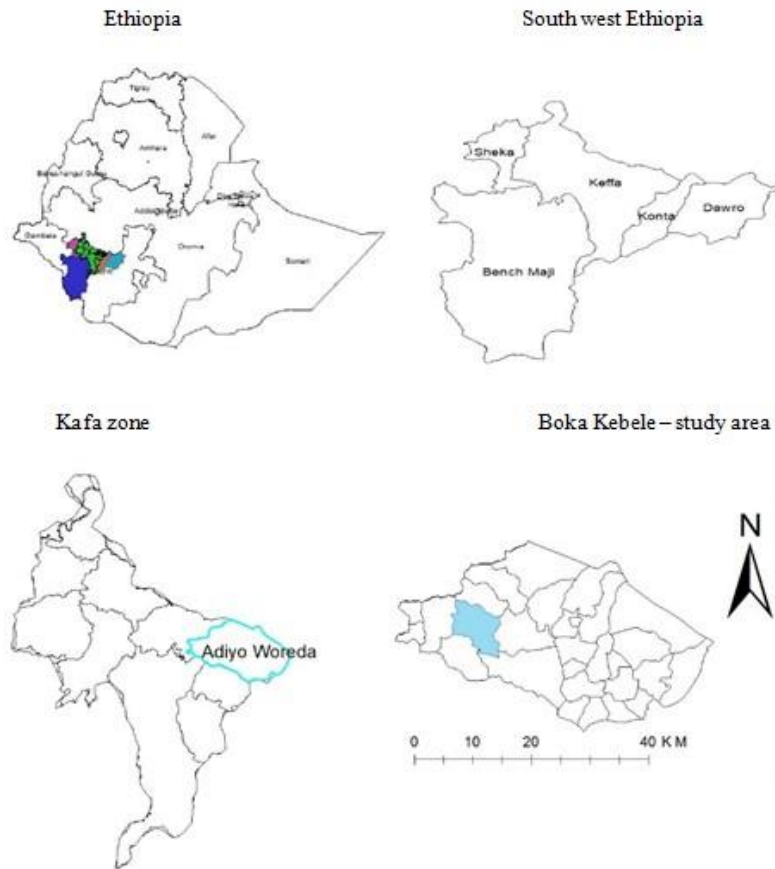 Ethiopia
South west Ethiopia
Tigray
Afar
Amhara
Gambela
Oromia
Somali
Sheka
Keffa
Konta
Dawro
Bench Maji
Kafa zone
Boka Kebele – study area
Adiyo Woreda
N
0 10 20 40 KM